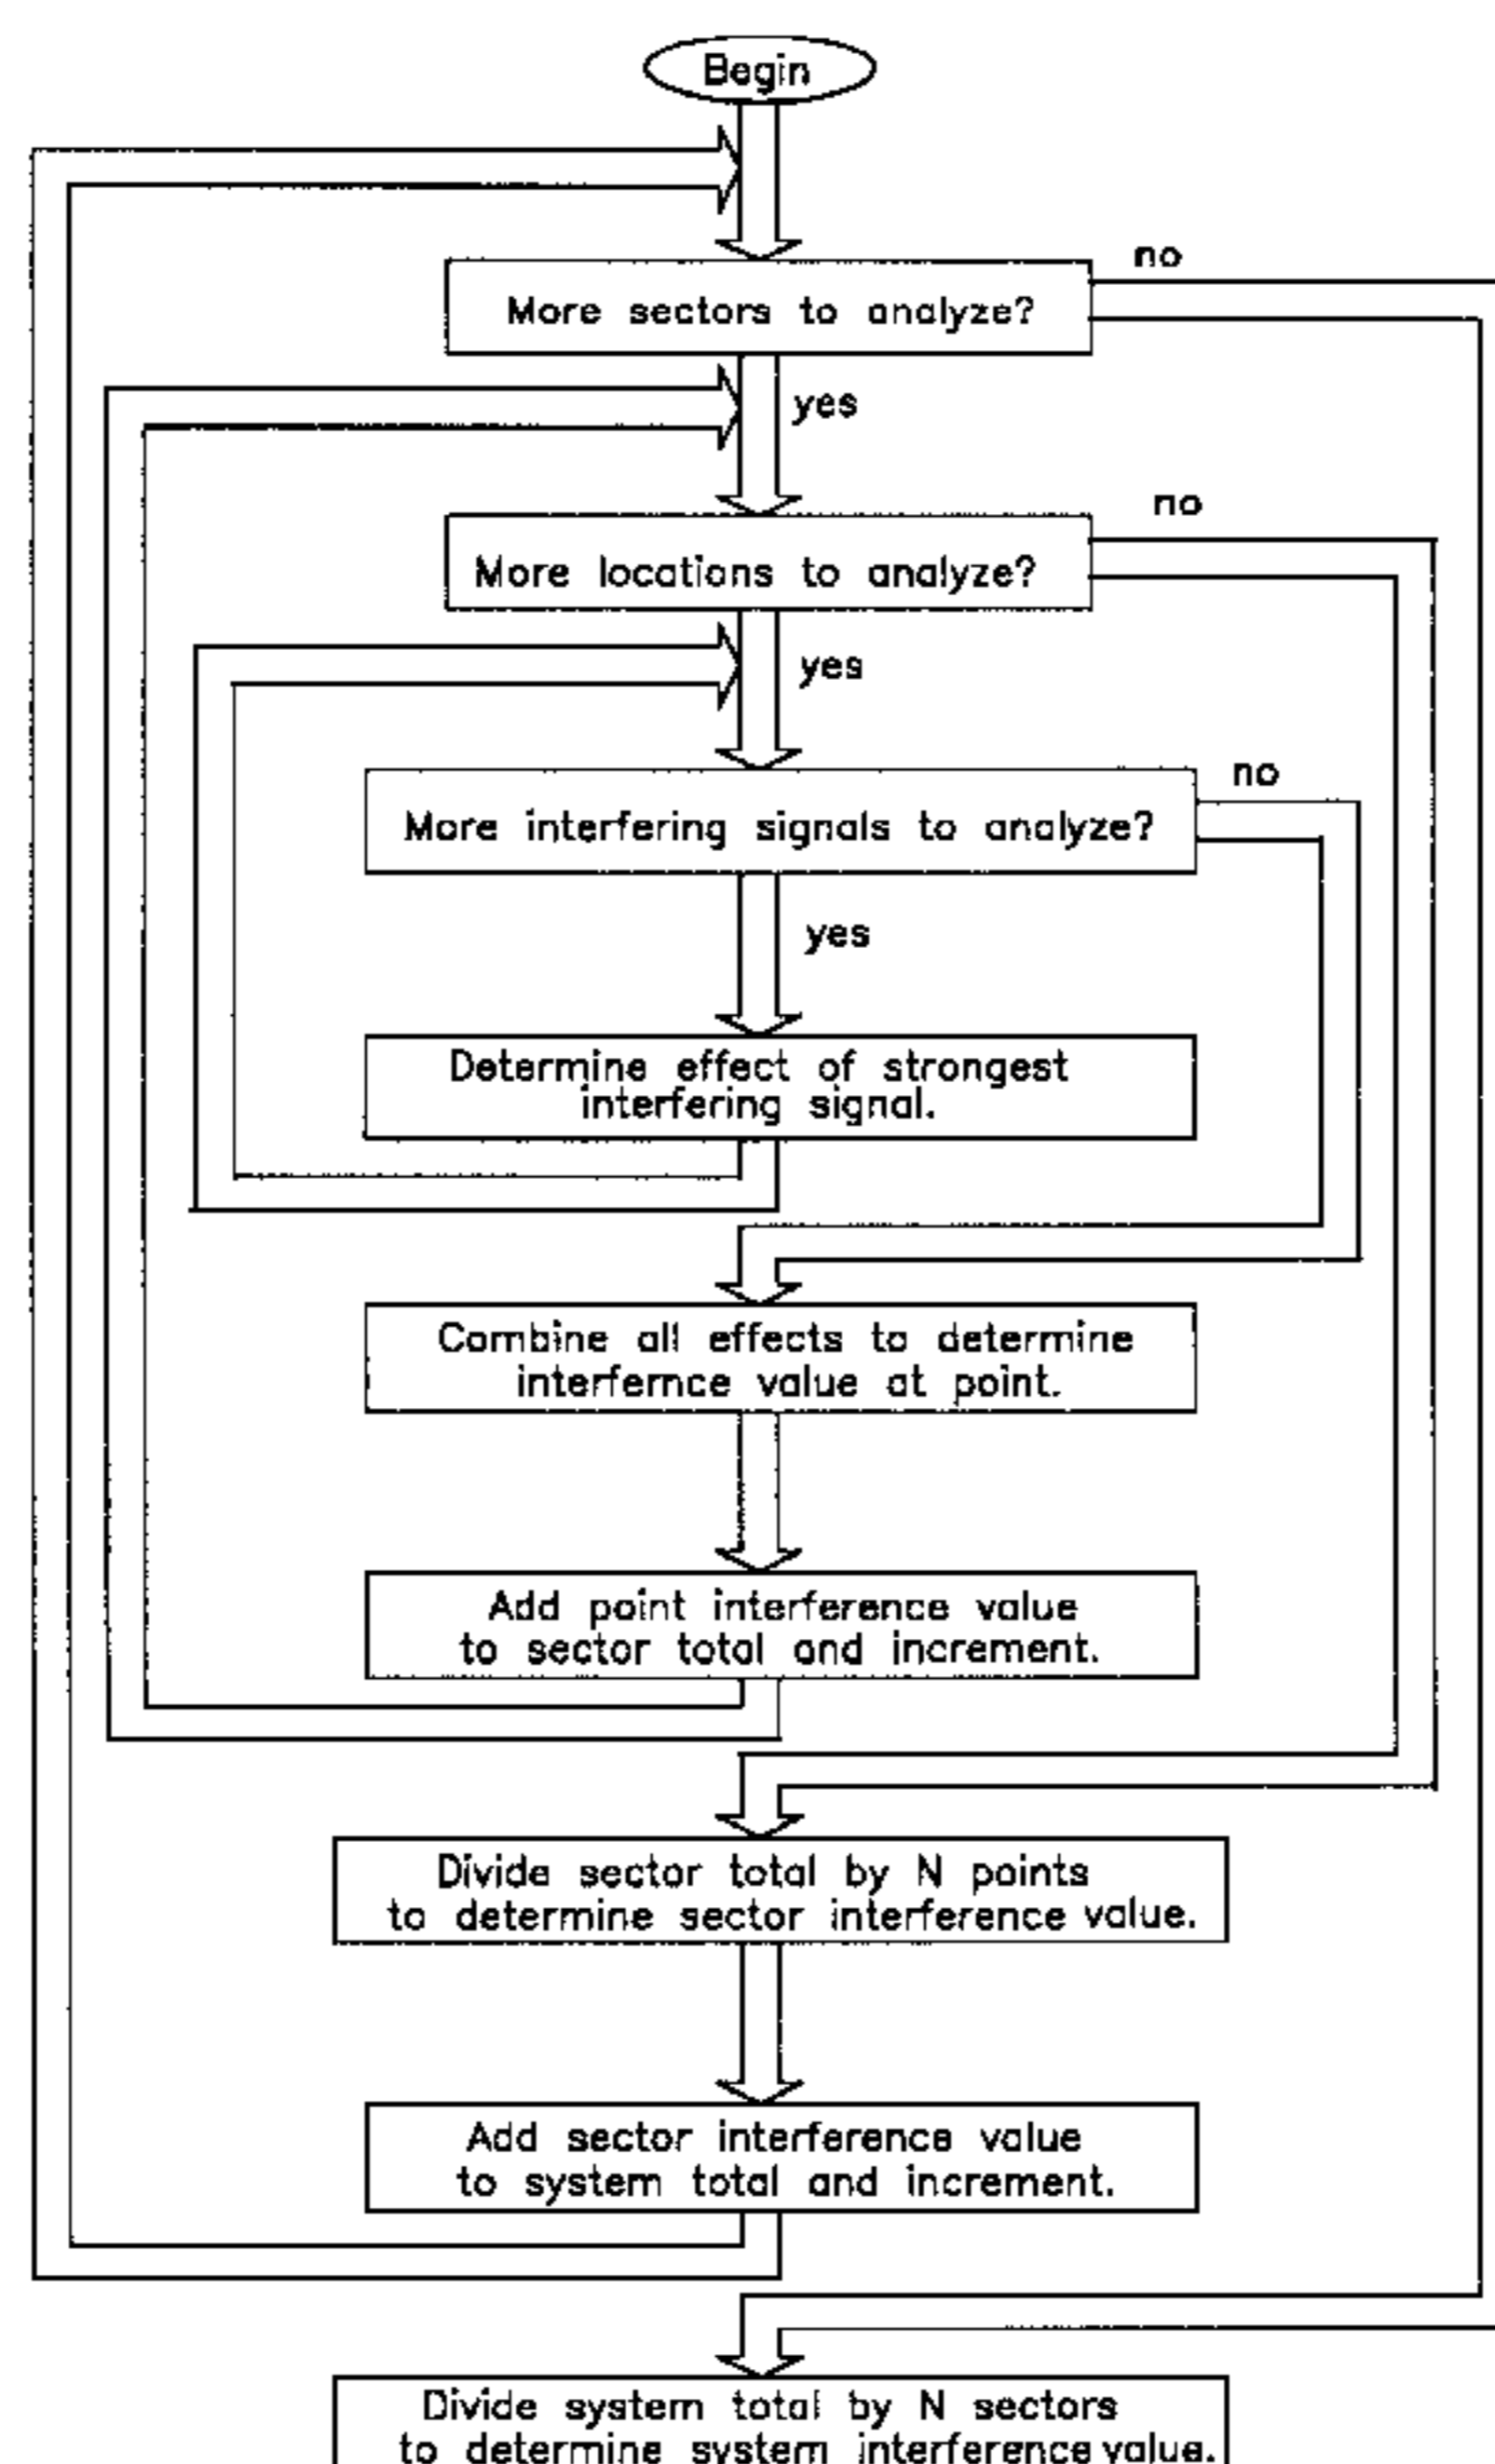 Begin
no
More sectors to analyze?
yes
no
More locations to analyze?
yes
no
More interfering signals to analyze?
yes
Determine effect of strongest
interfering signal.
Combine all effects to determine
interfernce value at point.
Add point interference value
to sector total and increment.
Divide sector total by N points
to determine sector interference value.
Add sector interference value
to system total and increment.
Divide system total by N sectors
to determine system interference value.